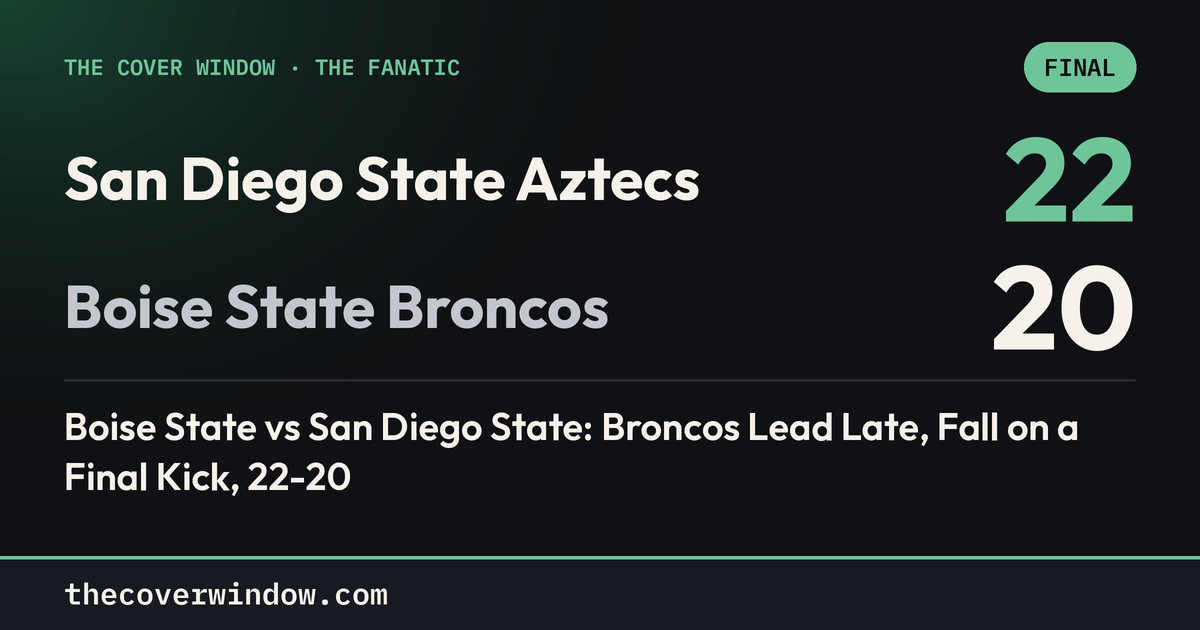 THE COVER WINDOW · THE FANATIC
FINAL
San Diego State Aztecs
22
Boise State Broncos
20
Boise State vs San Diego State: Broncos Lead Late, Fall on a
Final Kick, 22-20
thecoverwindow.com